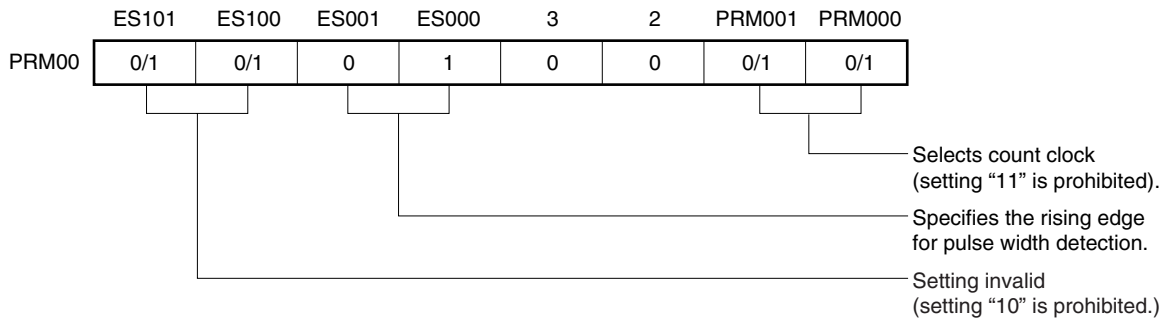 ES101 ES100 ES001 ES000 3 2 PRM001 PRM000
PRM00 0/1 0/1 0 1 0 0 0/1 0/1
Selects count clock
(setting “11” is prohibited).
Specifies the rising edge
for pulse width detection.
Setting invalid
(setting “10” is prohibited.)